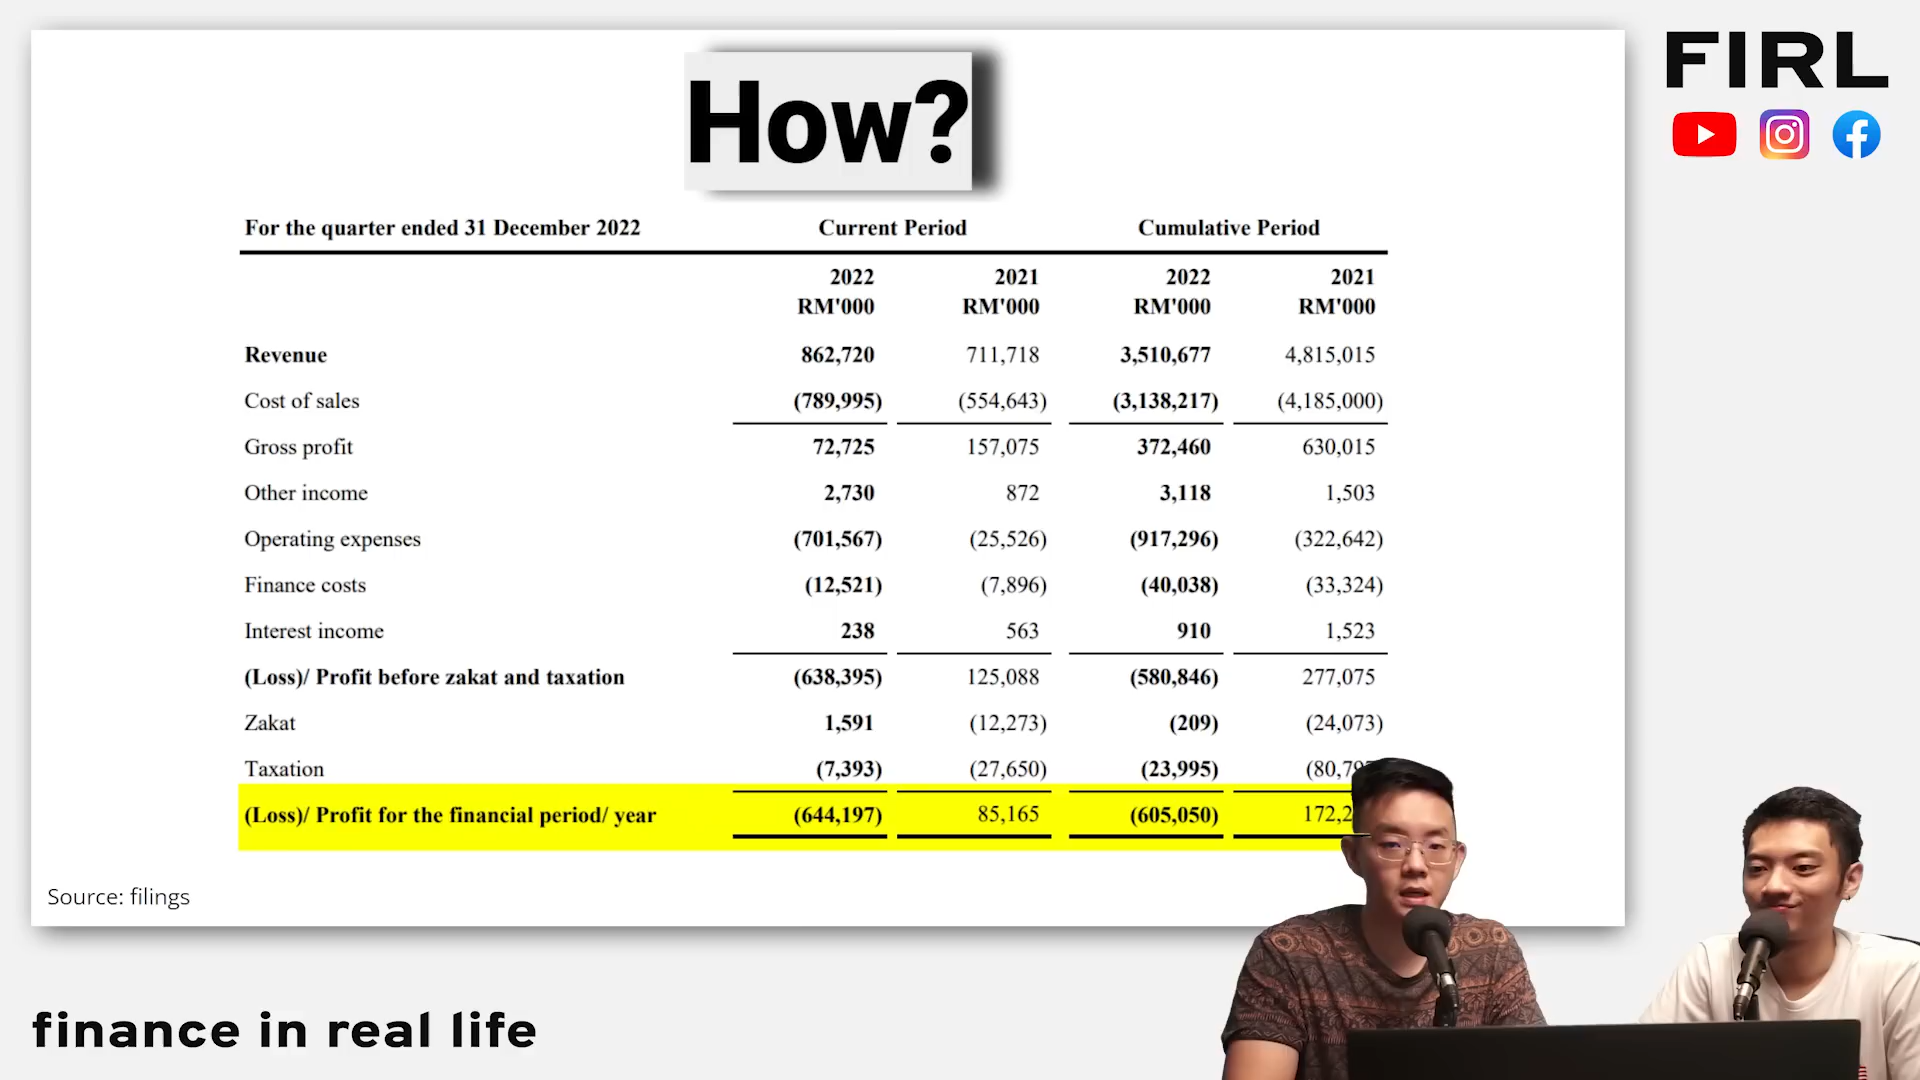 FIRL
How?
For the quarter ended 31 December 2022 Current Period Cumulative Period
2022 2021 2022 2021
RM'000 RM'000 RM'000 RM'000
Revenue 862,720 711,718 3,510,677 4,815,015
Cost of sales (789,995) (554,643) (3,138,217) (4,185,000)
Gross profit 72,725 157,075 372,460 630,015
Other income 2,730 872 3,118 1,503
Operating expenses (701,567) (25,526) (917,296) (322,642)
Finance costs (12,521) (7,896) (40,038) (33,324)
Interest income 238 563 910 1,523
(Loss)/ Profit before zakat and taxation (638,395) 125,088 (580,846) 277,075
Zakat 1,591 (12,273) (209) (24,073)
Taxation (7,393) (27,650) (23,995)
(Loss)/ Profit for the financial period/ year (644,197) 85,165 (605,050)
Source: filings
finance in real life